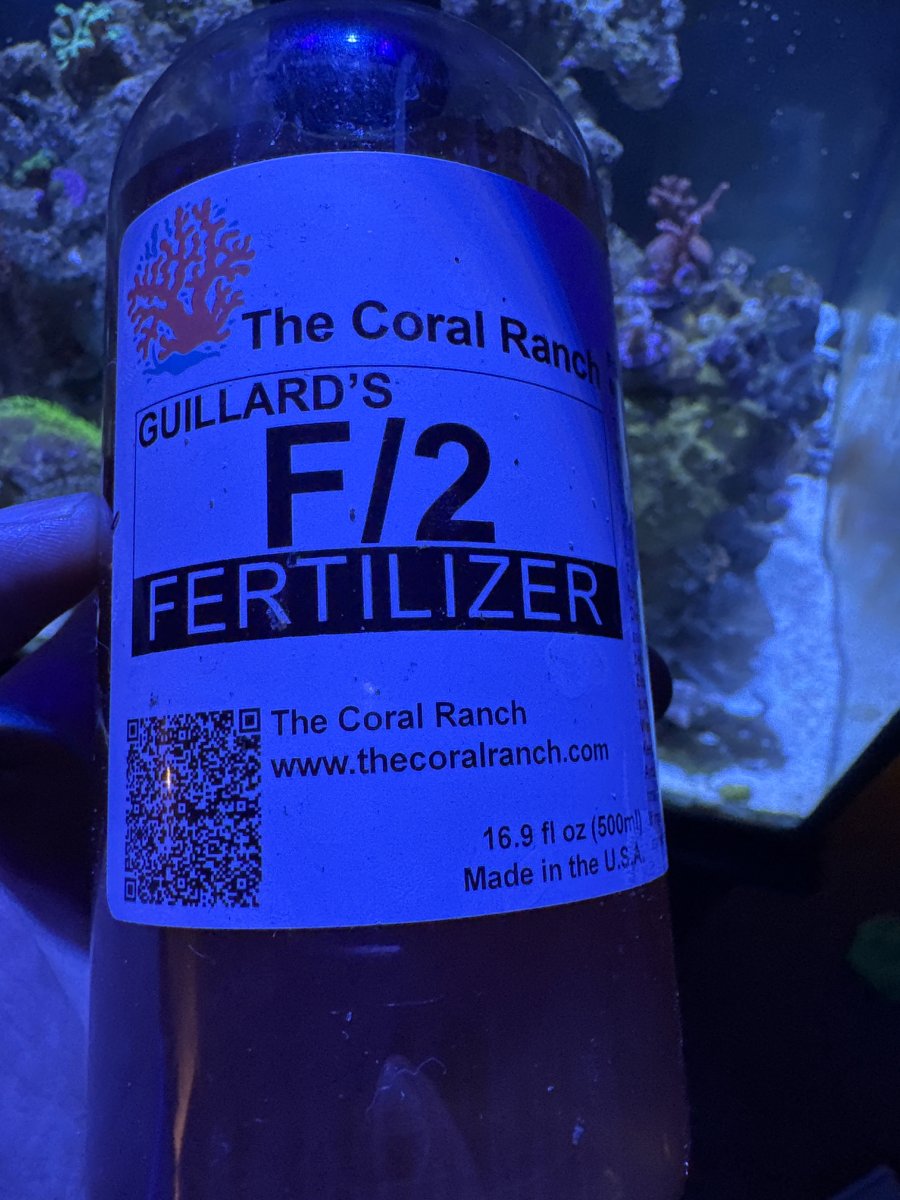 The Coral Ranch
GUILLARD'S
F/2
FERTILIZER
The Coral Ranch
www.thecoralranch.com
16.9 fl oz (500ml)
Made in the U.S.A.